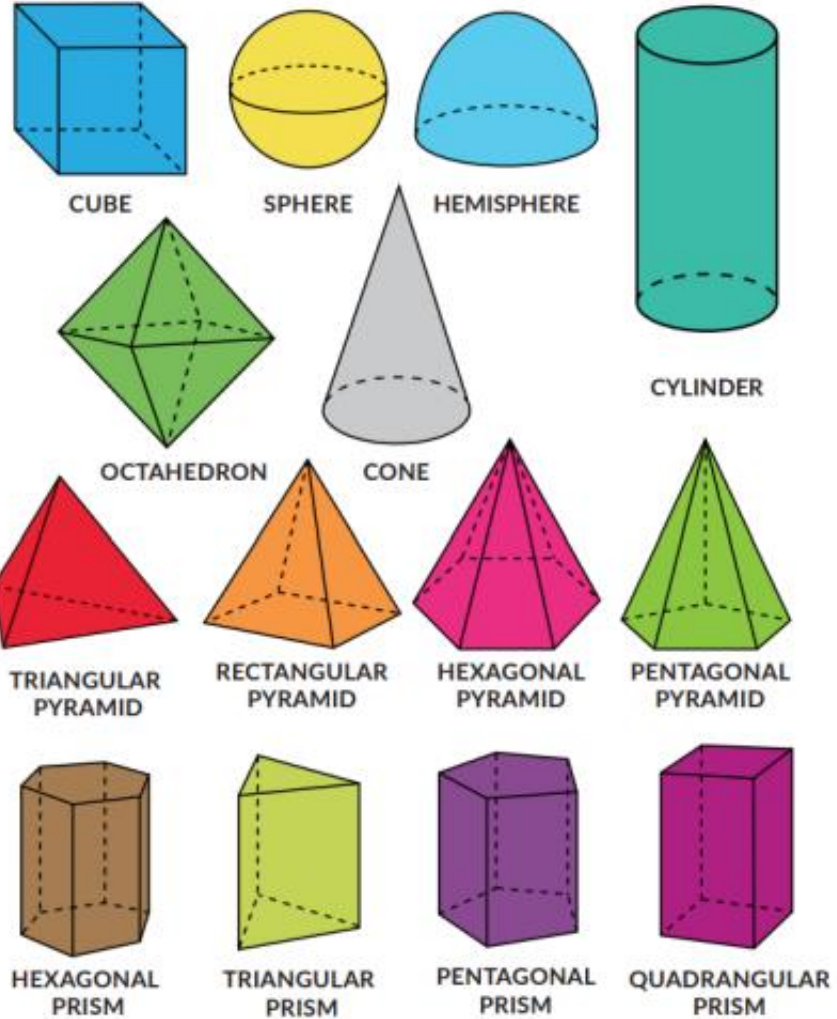 CUBE
SPHERE
HEMISPHERE
CYLINDER
OCTAHEDRON
CONE
TRIANGULAR
PYRAMID
RECTANGULAR
PYRAMID
HEXAGONAL
PYRAMID
PENTAGONAL
PYRAMID
HEXAGONAL
PRISM
TRIANGULAR
PRISM
PENTAGONAL
PRISM
QUADRANGULAR
PRISM